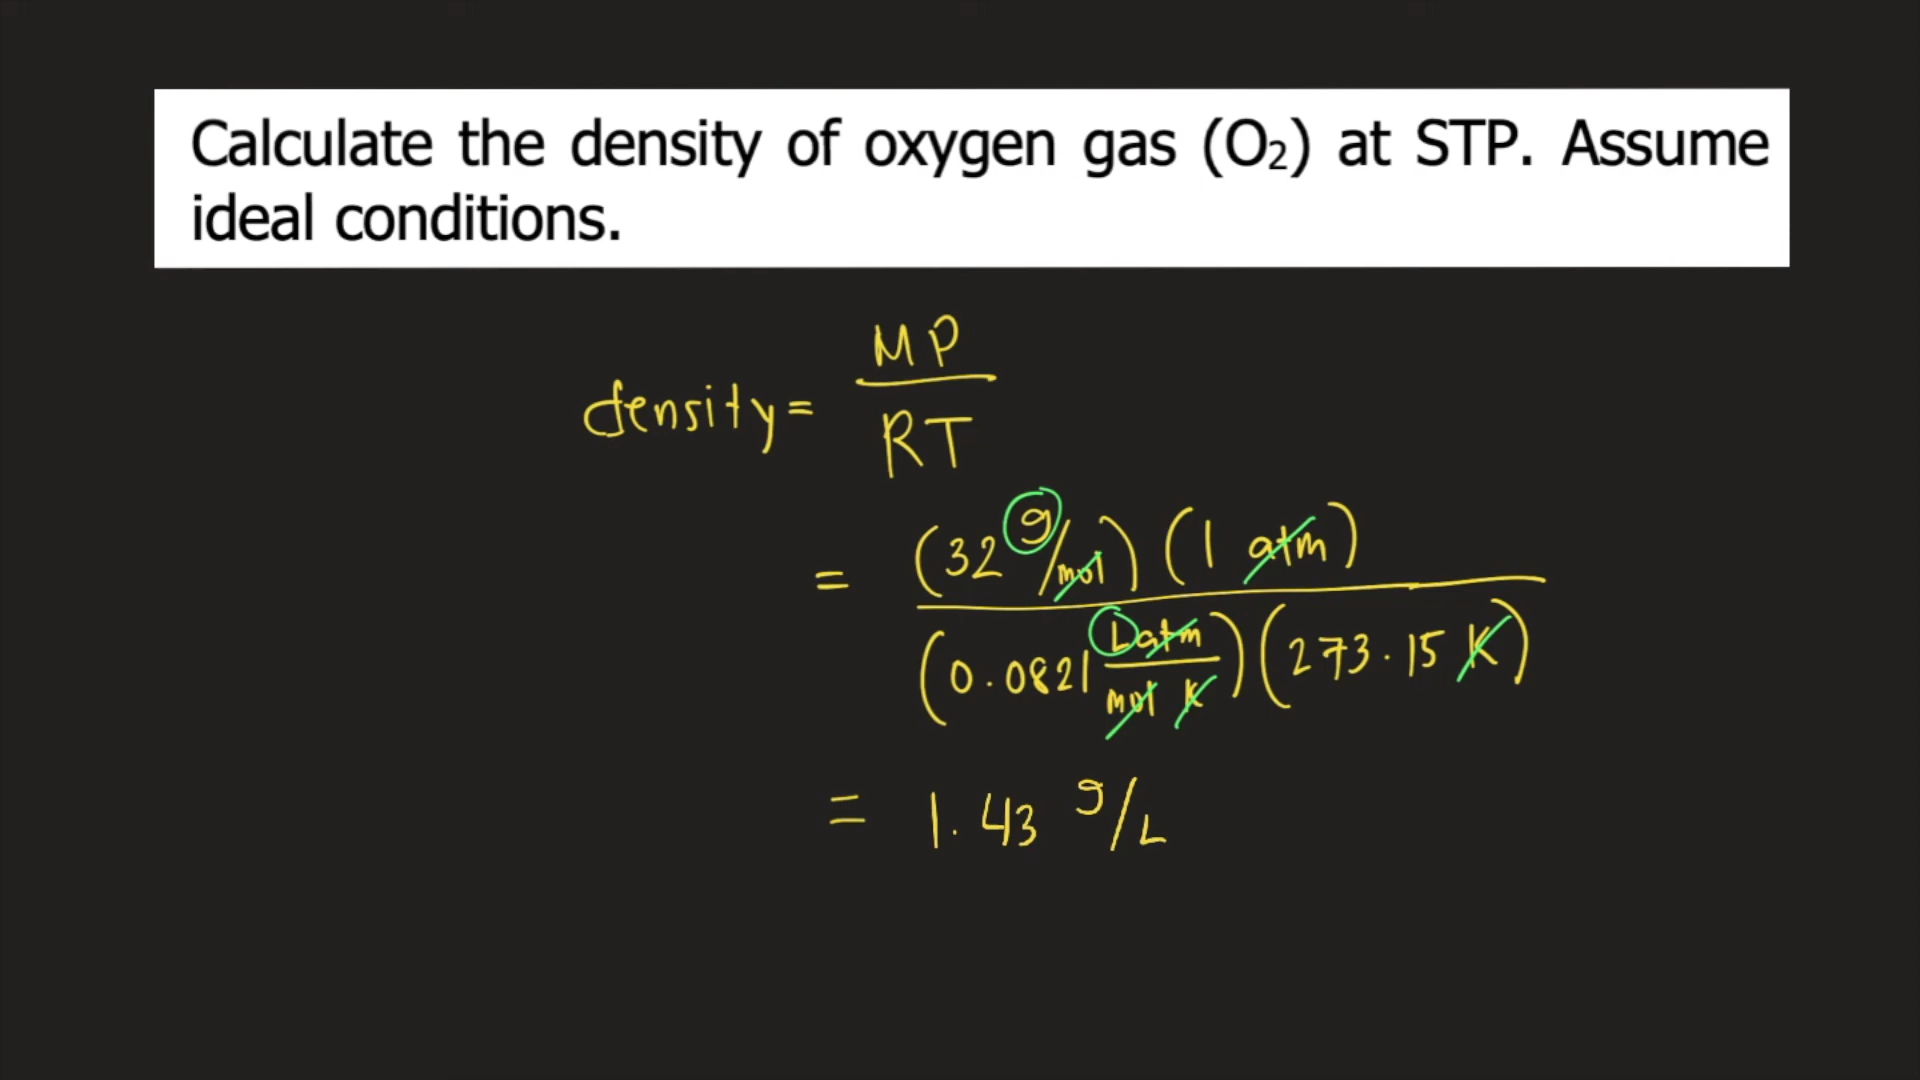 Calculate the density of oxygen gas (O₂) at STP. Assume
ideal conditions.
density = MP / RT
= (32 g/mol) (1 atm) / (0.0821 L atm / mol K) (273.15 K)
= 1.43 g/L